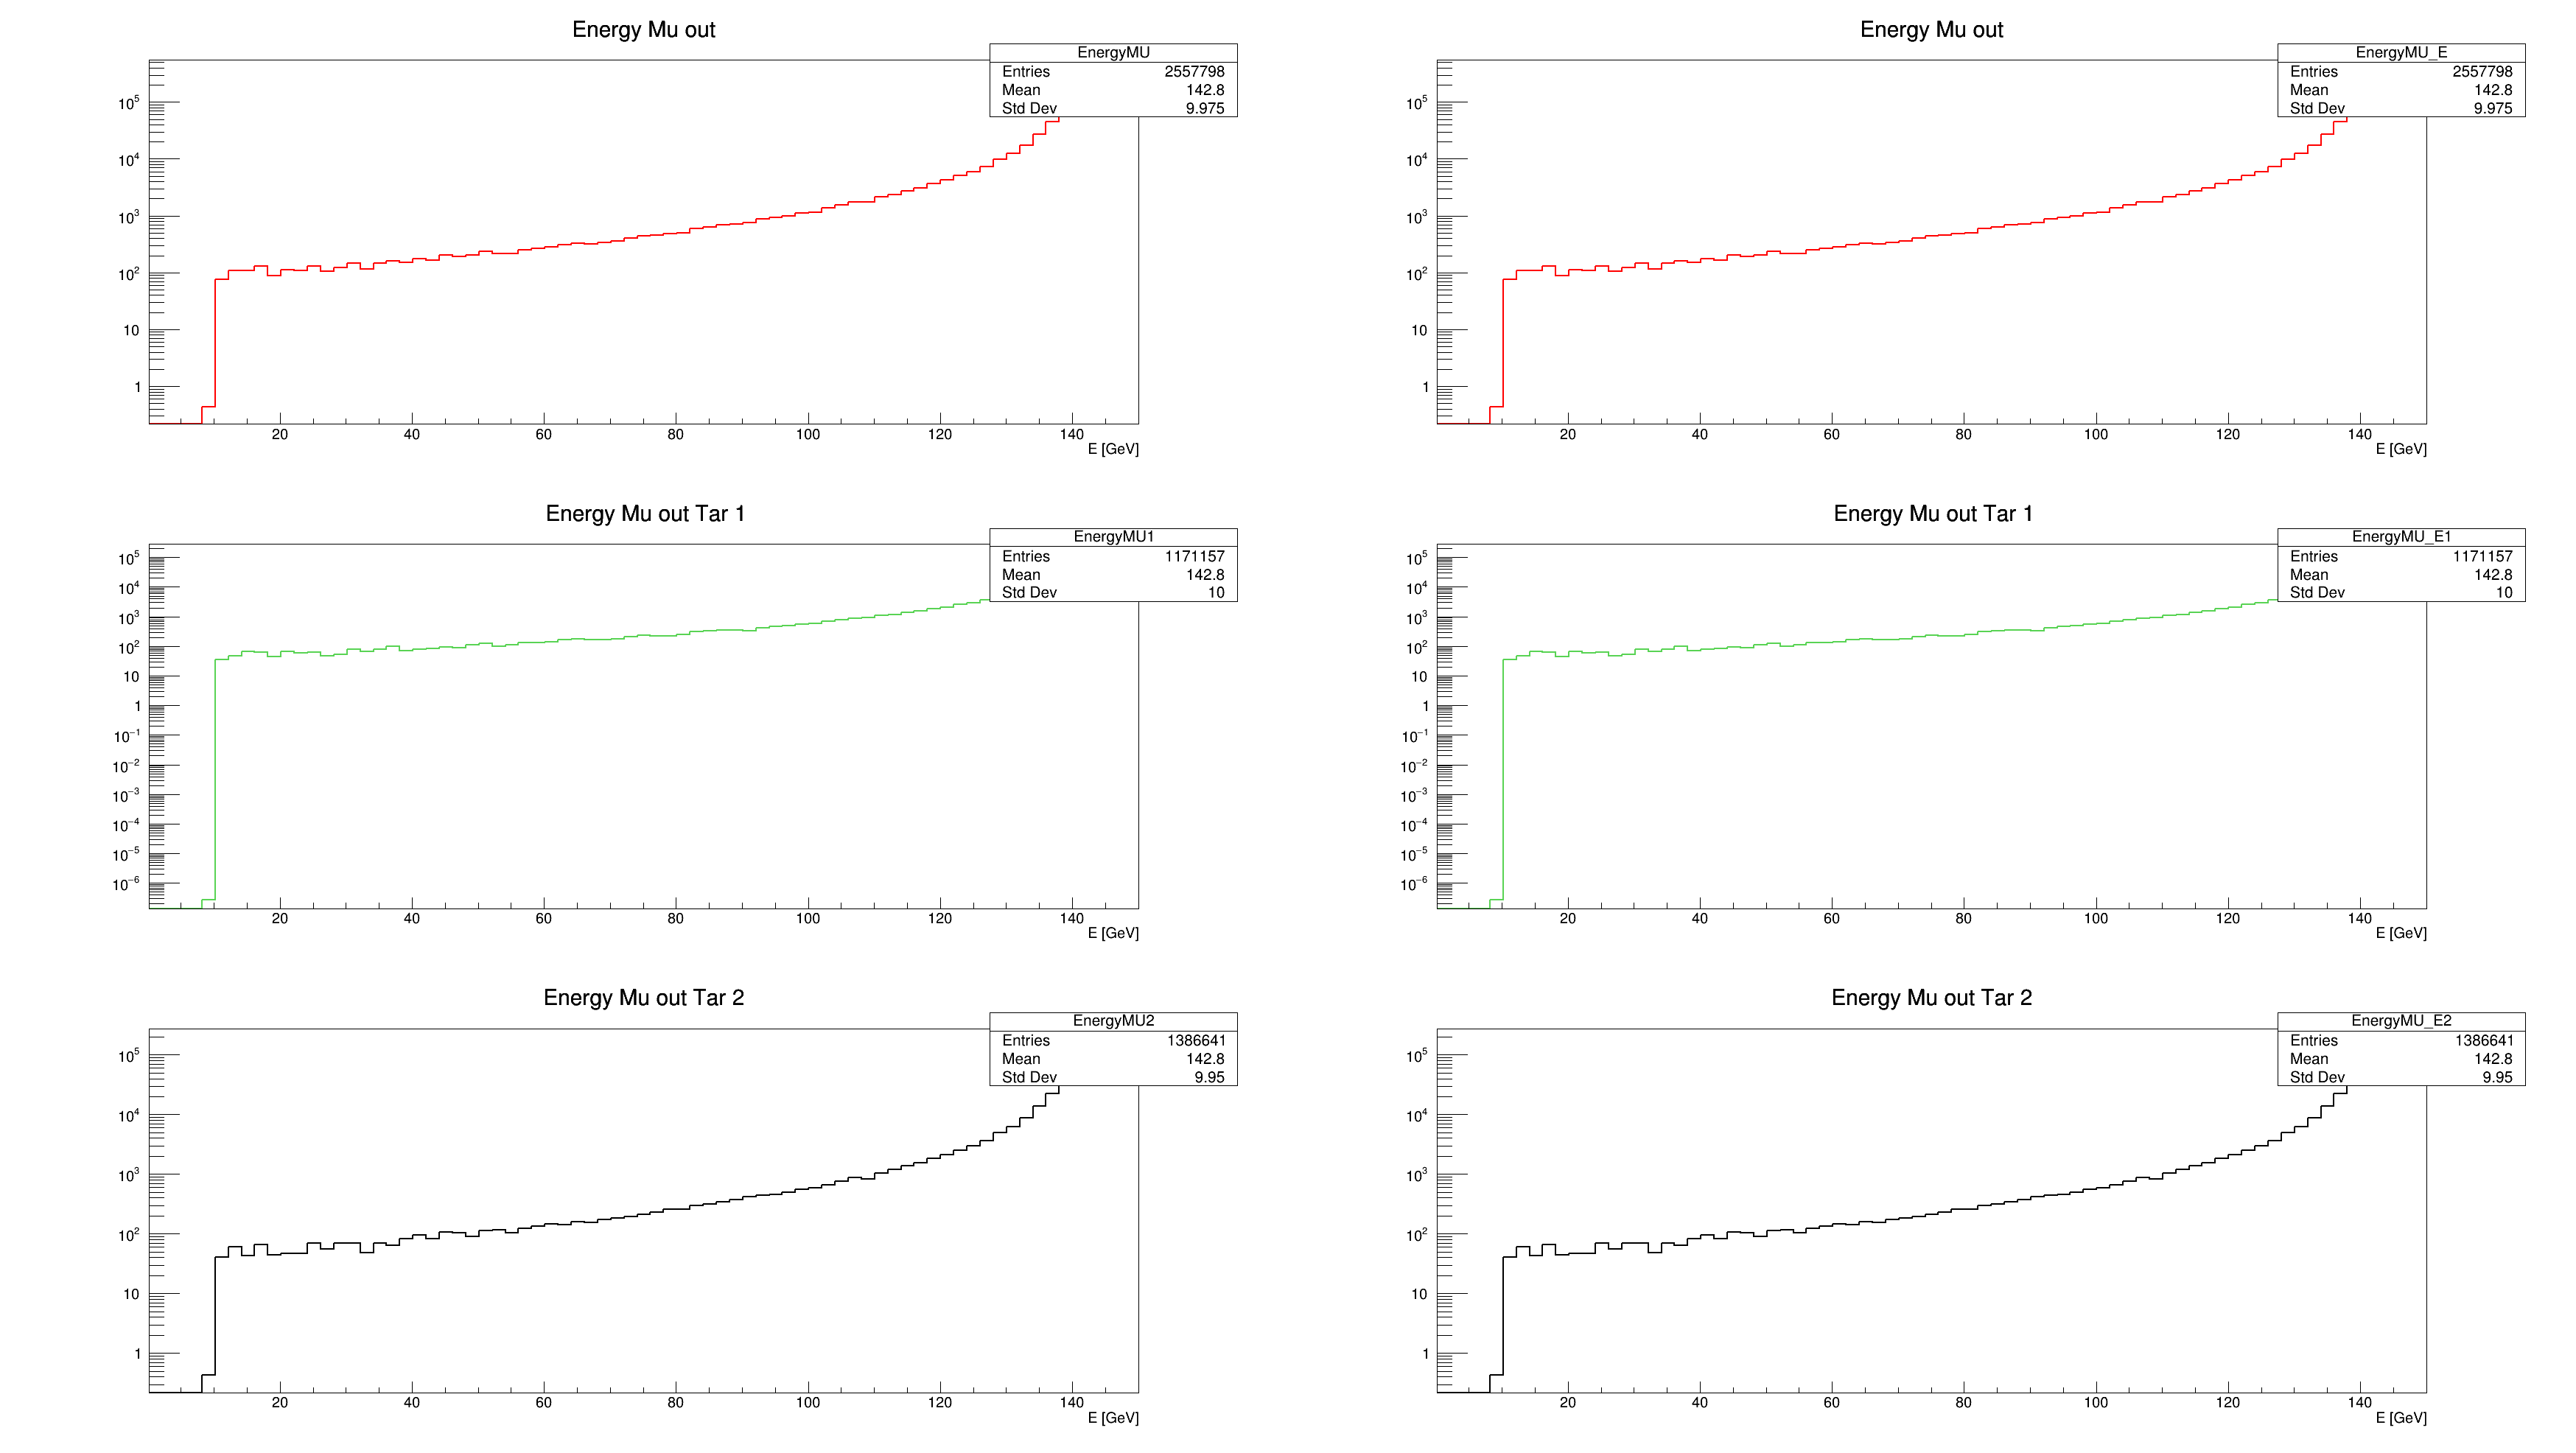 Energy Mu out
EnergyMU
Entries 2557798
Mean 142.8
Std Dev 9.975
10^5
10^4
10^3
10^2
10
1
20 40 60 80 100 120 140
E [GeV]
Energy Mu out
EnergyMU_E
Entries 2557798
Mean 142.8
Std Dev 9.975
10^5
10^4
10^3
10^2
10
1
20 40 60 80 100 120 140
E [GeV]
Energy Mu out Tar 1
EnergyMU1
Entries 1171157
Mean 142.8
Std Dev 10
10^5
10^4
10^3
10^2
10
1
10^−1
10^−2
10^−3
10^−4
10^−5
10^−6
20 40 60 80 100 120 140
E [GeV]
Energy Mu out Tar 1
EnergyMU_E1
Entries 1171157
Mean 142.8
Std Dev 10
10^5
10^4
10^3
10^2
10
1
10^−1
10^−2
10^−3
10^−4
10^−5
10^−6
20 40 60 80 100 120 140
E [GeV]
Energy Mu out Tar 2
EnergyMU2
Entries 1386641
Mean 142.8
Std Dev 9.95
10^5
10^4
10^3
10^2
10
1
20 40 60 80 100 120 140
E [GeV]
Energy Mu out Tar 2
EnergyMU_E2
Entries 1386641
Mean 142.8
Std Dev 9.95
10^5
10^4
10^3
10^2
10
1
20 40 60 80 100 120 140
E [GeV]